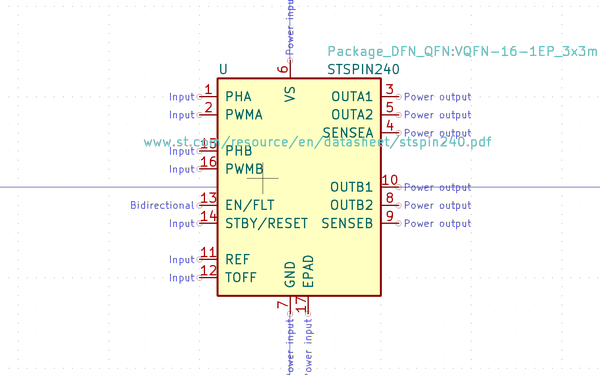 Power inpu
Package_DFN_QFN:VQFN-16-1EP_3x3m
U
STSPIN240
6
VS
Input 1 PHA OUTA1 3 Power output
Input 2 PWMA OUTA2 5 Power output
SENSEA 4 Power output
www.st.com/resource/en/datasheet/stspin240.pdf
Input 15 PHB
Input 16 PWMB
OUTB1 10 Power output
Bidirectional 13 EN/FLT OUTB2 8 Power output
Input 14 STBY/RESET SENSEB 9 Power output
Input 11 REF
Input 12 TOFF
GND
EPAD
7
17
Power input
Power input